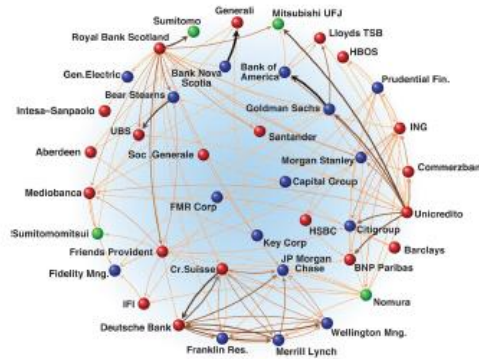 Generali
Sumitomo
Mitsubishi UFJ
Royal Bank Scotland
Lloyds TSB
HBOS
Gen.Electric
Bank Nova
Scotia
Bank of
America
Prudential Fin.
Bear Stearns
Intesa-Sanpaolo
Goldman Sachs
UBS
Santander
ING
Aberdeen
Soc. Generale
Morgan Stanley
Commerzbank
Mediobanca
Capital Group
FMR Corp
Unicredito
Sumitomomitsui
HSBC
Citigroup
Key Corp
Friends Provident
Barclays
JP Morgan
Chase
BNP Paribas
Fidelity Mng.
Cr.Suisse
IFI
Nomura
Deutsche Bank
Wellington Mng.
Franklin Res.
Merrill Lynch